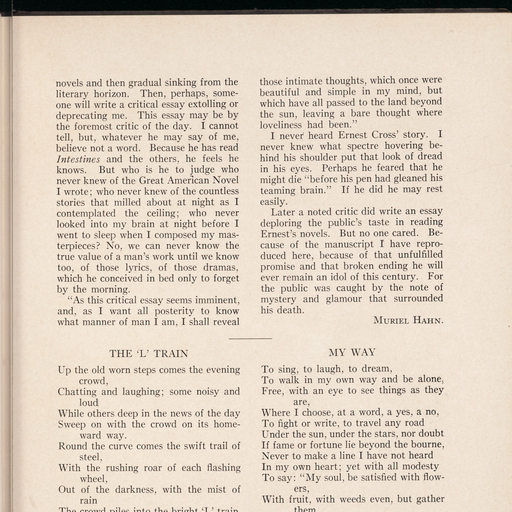 novels and then gradual sinking from the
literary horizon. Then, perhaps, some-
one will write a critical essay extolling or
deprecating me. This essay may be by
the foremost critic of the day. I cannot
tell, but, whatever he may say of me,
believe not a word. Because he has read
Intestines and the others, he feels he
knows. But who is he to judge who
never knew of the Great American Novel
I wrote; who never knew of the countless
stories that milled about at night as I
contemplated the ceiling; who never
looked into my brain at night before I
went to sleep when I composed my mas-
terpieces? No, we can never know the
true value of a man's work until we know
too, of those lyrics, of those dramas,
which he conceived in bed only to forget
by the morning.
"As this critical essay seems imminent,
and, as I want all posterity to know
what manner of man I am, I shall reveal
those intimate thoughts, which once were
beautiful and simple in my mind, but
which have all passed to the land beyond
the sun, leaving a bare thought where
loveliness had been."
I never heard Ernest Cross' story. I
never knew what spectre hovering be-
hind his shoulder put that look of dread
in his eyes. Perhaps he feared that he
might die "before his pen had gleaned his
teaming brain." If he did he may rest
easily.
Later a noted critic did write an essay
deploring the public's taste in reading
Ernest's novels. But no one cared. Be-
cause of the manuscript I have repro-
duced here, because of that unfulfilled
promise and that broken ending he will
ever remain an idol of this century. For
the public was caught by the note of
mystery and glamour that surrounded
his death.
MURIEL HAHN.
THE 'L' TRAIN
Up the old worn steps comes the evening
crowd,
Chatting and laughing; some noisy and
loud
While others deep in the news of the day
Sweep on with the crowd on its home-
ward way.
Round the curve comes the swift trail of
steel,
With the rushing roar of each flashing
wheel,
Out of the darkness, with the mist of
rain
The crowd piles into the bright 'L' train
MY WAY
To sing, to laugh, to dream,
To walk in my own way and be alone,
Free, with an eye to see things as they
are,
Where I choose, at a word, a yes, a no,
To fight or write, to travel any road
Under the sun, under the stars, nor doubt
If fame or fortune lie beyond the bourne,
Never to make a line I have not heard
In my own heart; yet with all modesty
To say: "My soul, be satisfied with flow-
ers,
With fruit, with weeds even, but gather
them